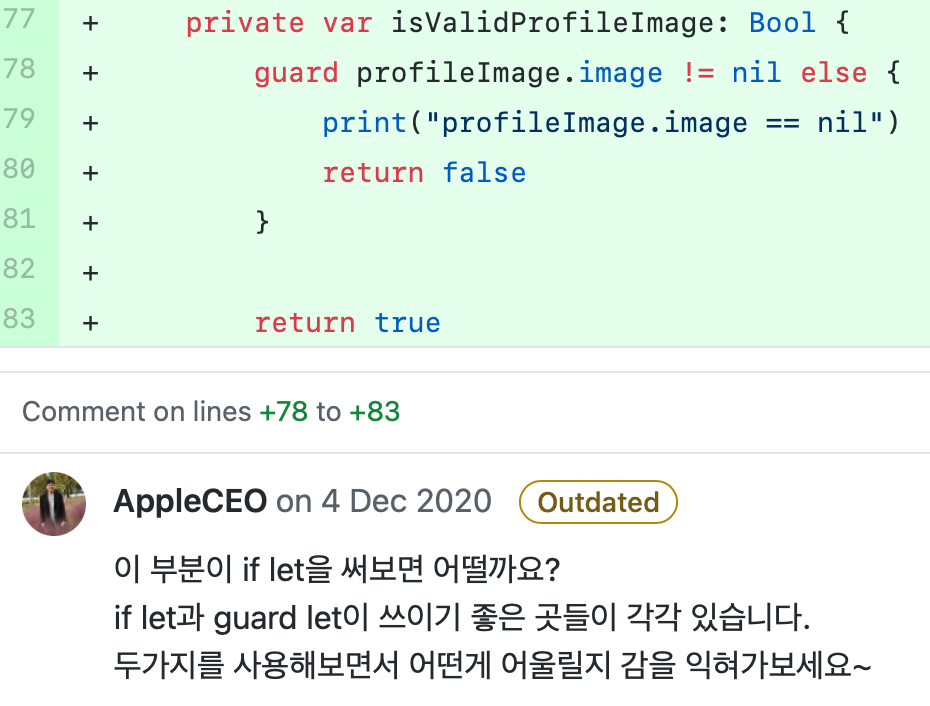 77 + private var isValidProfileImage: Bool {
78 + guard profileImage.image != nil else {
79 + print("profileImage.image == nil")
80 + return false
81 + }
82 +
83 + return true
Comment on lines +78 to +83
AppleCEO on 4 Dec 2020 Outdated
이 부분이 if let을 써보면 어떨까요?
if let과 guard let이 쓰이기 좋은 곳들이 각각 있습니다.
두가지를 사용해보면서 어떤게 어울릴지 감을 익혀가보세요~